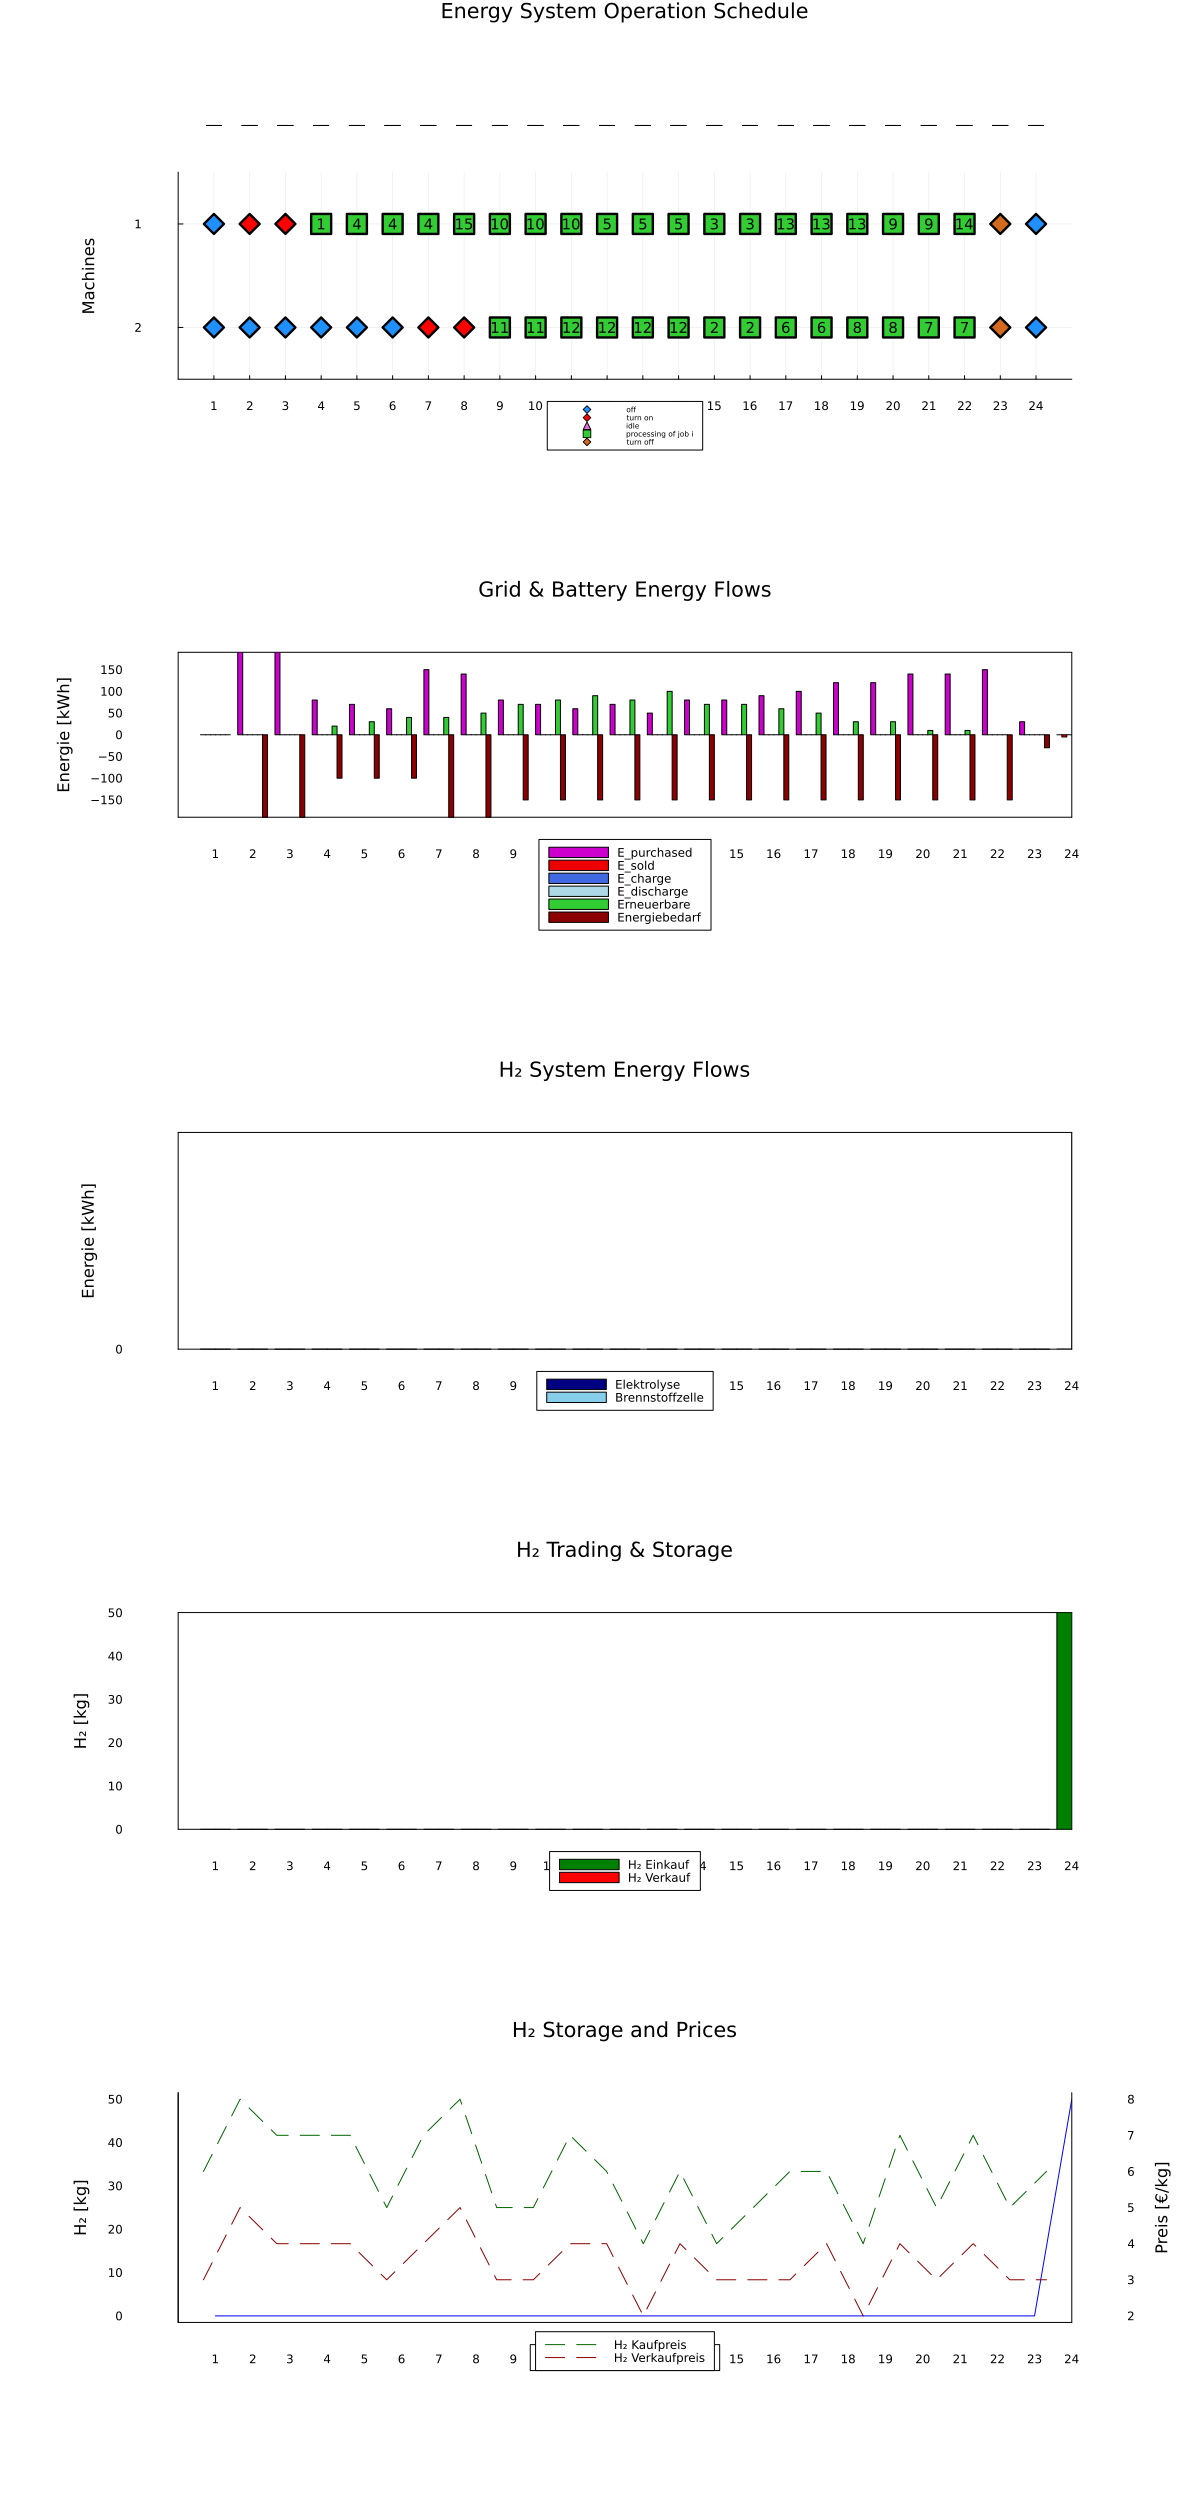 Energy System Operation Schedule
Machines
1
1 4 4 4 15 10 10 10 5 5 5 3 3 13 13 13 9 9 14
2
11 11 12 12 12 12 2 2 6 6 8 8 7 7
1 2 3 4 5 6 7 8 9 10 15 16 17 18 19 20 21 22 23 24
off
turn on
idle
processing of job i
turn off
Grid & Battery Energy Flows
Energie [kWh]
150
100
50
0
−50
−100
−150
1 2 3 4 5 6 7 8 9 15 16 17 18 19 20 21 22 23 24
E_purchased
E_sold
E_charge
E_discharge
Erneuerbare
Energiebedarf
H₂ System Energy Flows
Energie [kWh]
0
1 2 3 4 5 6 7 8 9 15 16 17 18 19 20 21 22 23 24
Elektrolyse
Brennstoffzelle
H₂ Trading & Storage
H₂ [kg]
50
40
30
20
10
0
1 2 3 4 5 6 7 8 9 1 4 15 16 17 18 19 20 21 22 23 24
H₂ Einkauf
H₂ Verkauf
H₂ Storage and Prices
H₂ [kg]
50
40
30
20
10
0
8
7
6
5
4
3
2
Preis [€/kg]
1 2 3 4 5 6 7 8 9 15 16 17 18 19 20 21 22 23 24
H₂ Kaufpreis
H₂ Verkaufpreis